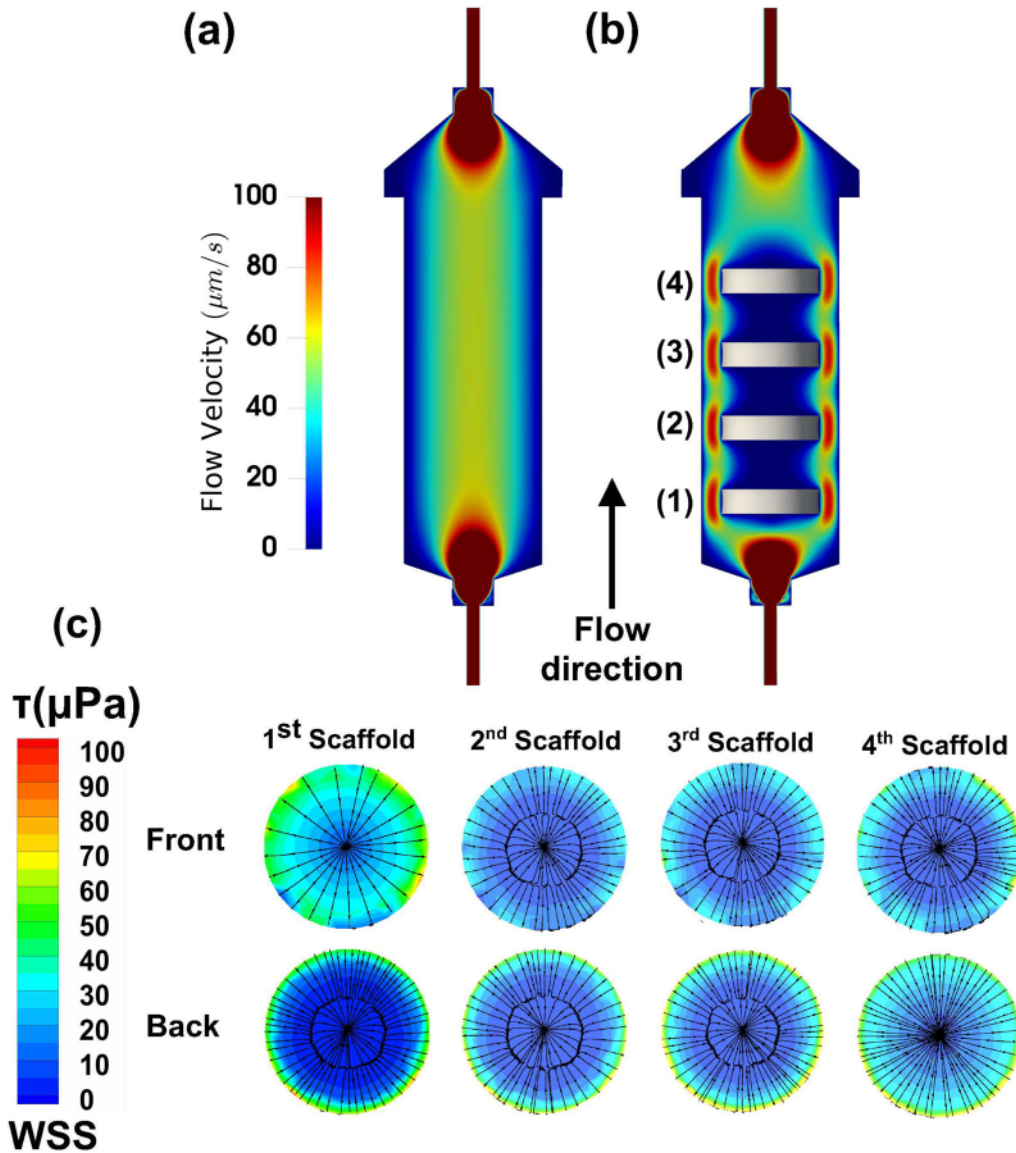 (a)
(b)
Flow Velocity (μm/s)
100
80
60
40
20
0
(4)
(3)
(2)
(1)
Flow
direction
(c)
τ(μPa)
100
90
80
70
60
50
40
30
20
10
0
WSS
1st Scaffold
2nd Scaffold
3rd Scaffold
4th Scaffold
Front
Back